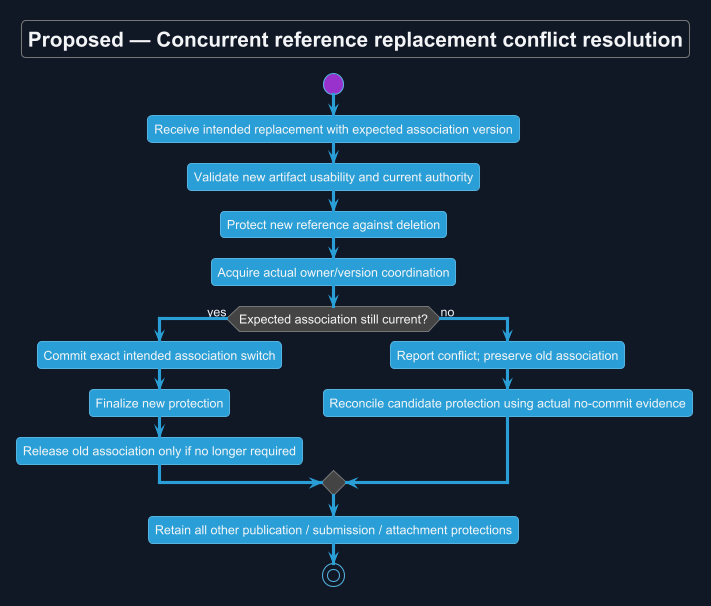 Proposed — Concurrent reference replacement conflict resolution
Receive intended replacement with expected association version
Validate new artifact usability and current authority
Protect new reference against deletion
Acquire actual owner/version coordination
yes
Expected association still current?
no
Commit exact intended association switch
Report conflict; preserve old association
Finalize new protection
Reconcile candidate protection using actual no-commit evidence
Release old association only if no longer required
Retain all other publication / submission / attachment protections